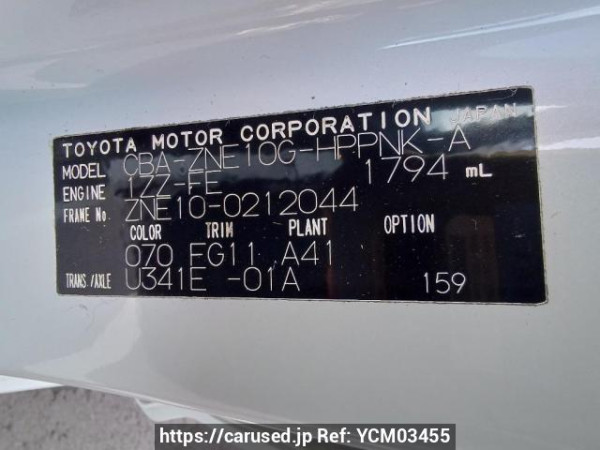 TOYOTA MOTOR CORPORATION JAPAN
MODEL CBA-ZNE10G-HPPNK-A
ENGINE 1ZZ-FE 1794 mL
FRAME No. ZNE10-0212044
COLOR TRIM PLANT OPTION
070 FG11 A41
TRANS/AXLE U341E -01A 159
https://carused.jp Ref: YCM03455